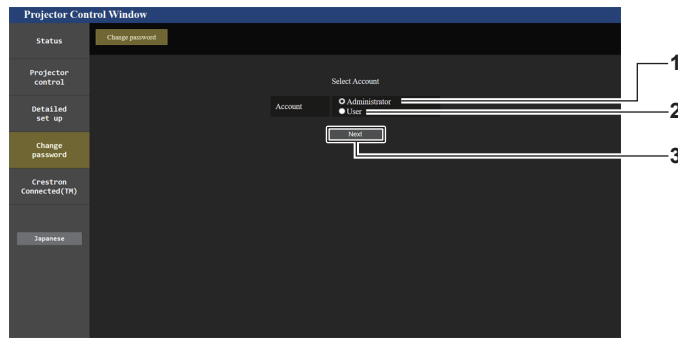 Projector Control Window
Status
Change password
Projector
control
Select Account
Account
Administrator
User
Next
Detailed
set up
Change
password
Crestron
Connected(TM)
Japanese
1
2
3